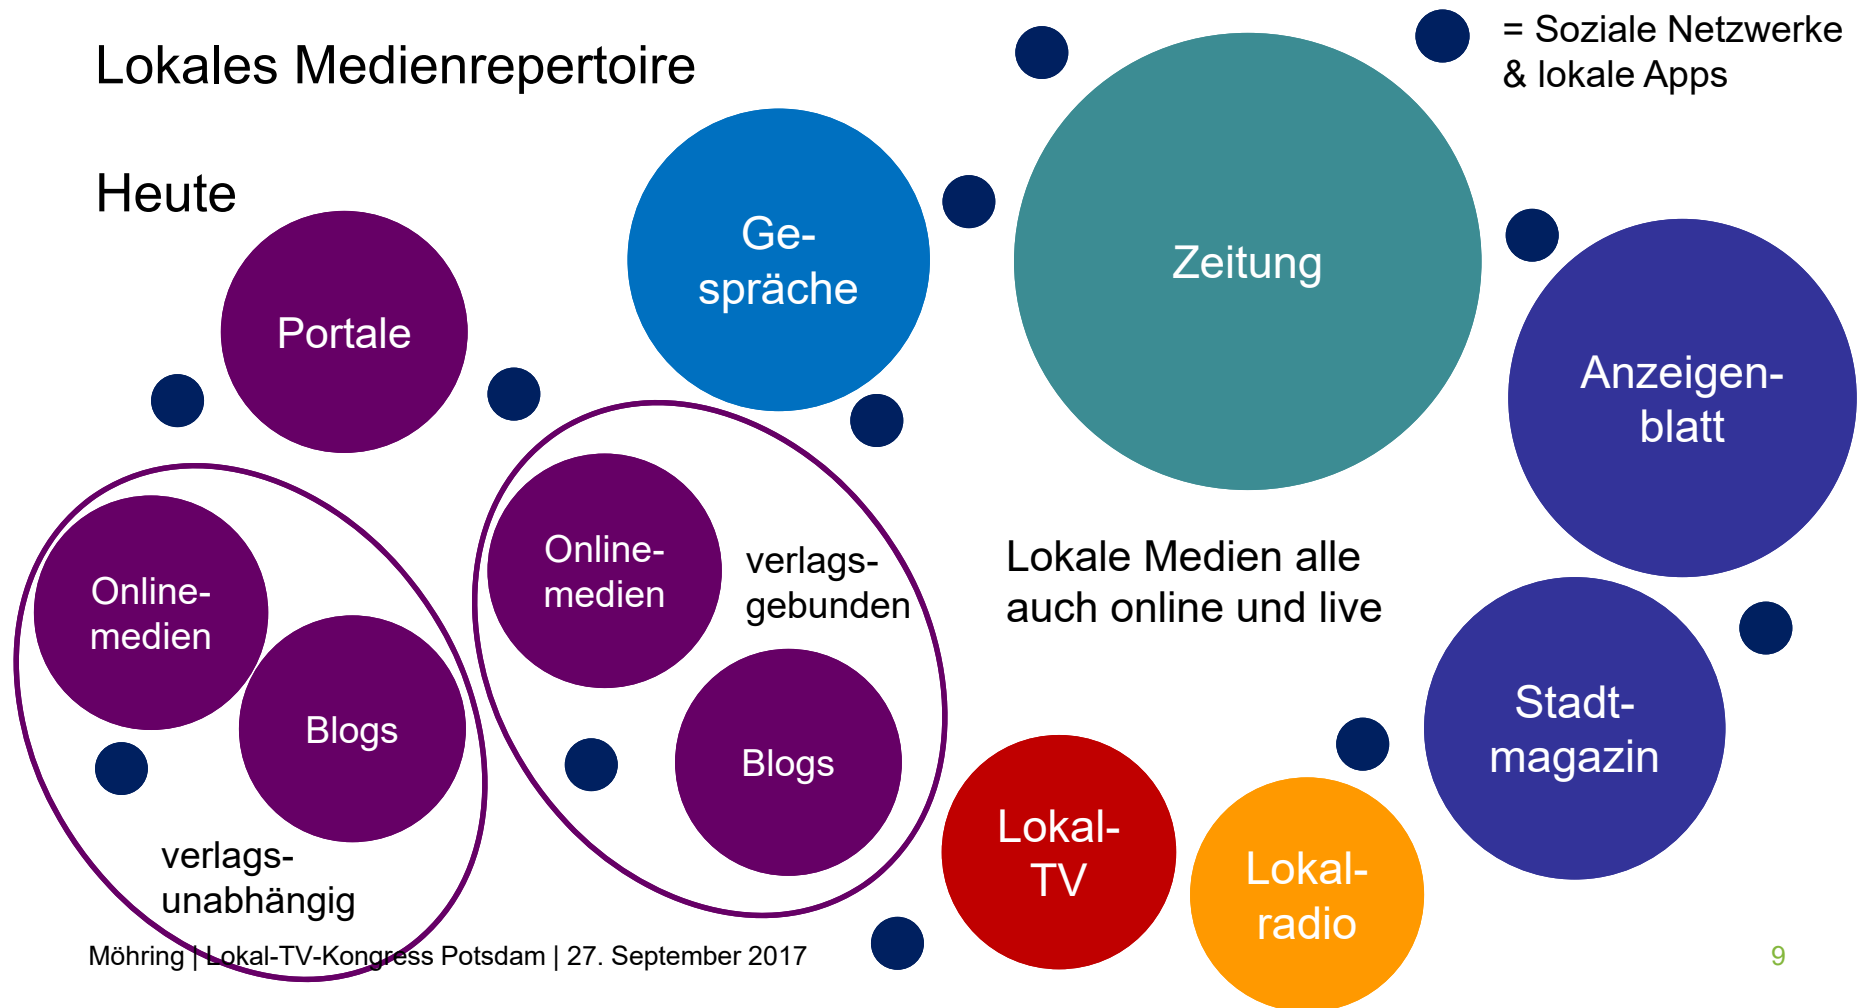 Lokales Medienrepertoire
Heute
= Soziale Netzwerke
& lokale Apps
Ge-
spräche
Zeitung
Portale
Anzeigen-
blatt
Online-
medien
verlags-
gebunden
Blogs
Lokale Medien alle
auch online und live
Online-
medien
Blogs
verlags-
unabhängig
Stadt-
magazin
Lokal-
TV
Lokal-
radio
Möhring | Lokal-TV-Kongress Potsdam | 27. September 2017
9